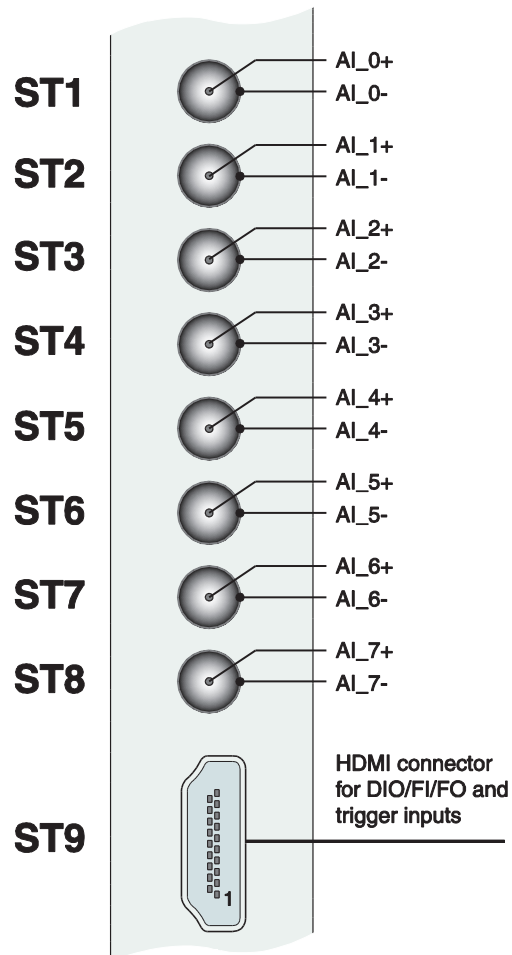 ST1
AI_0+
AI_0-
ST2
AI_1+
AI_1-
ST3
AI_2+
AI_2-
ST4
AI_3+
AI_3-
ST5
AI_4+
AI_4-
ST6
AI_5+
AI_5-
ST7
AI_6+
AI_6-
ST8
AI_7+
AI_7-
ST9
HDMI connector
for DIO/FI/FO and
trigger inputs
1